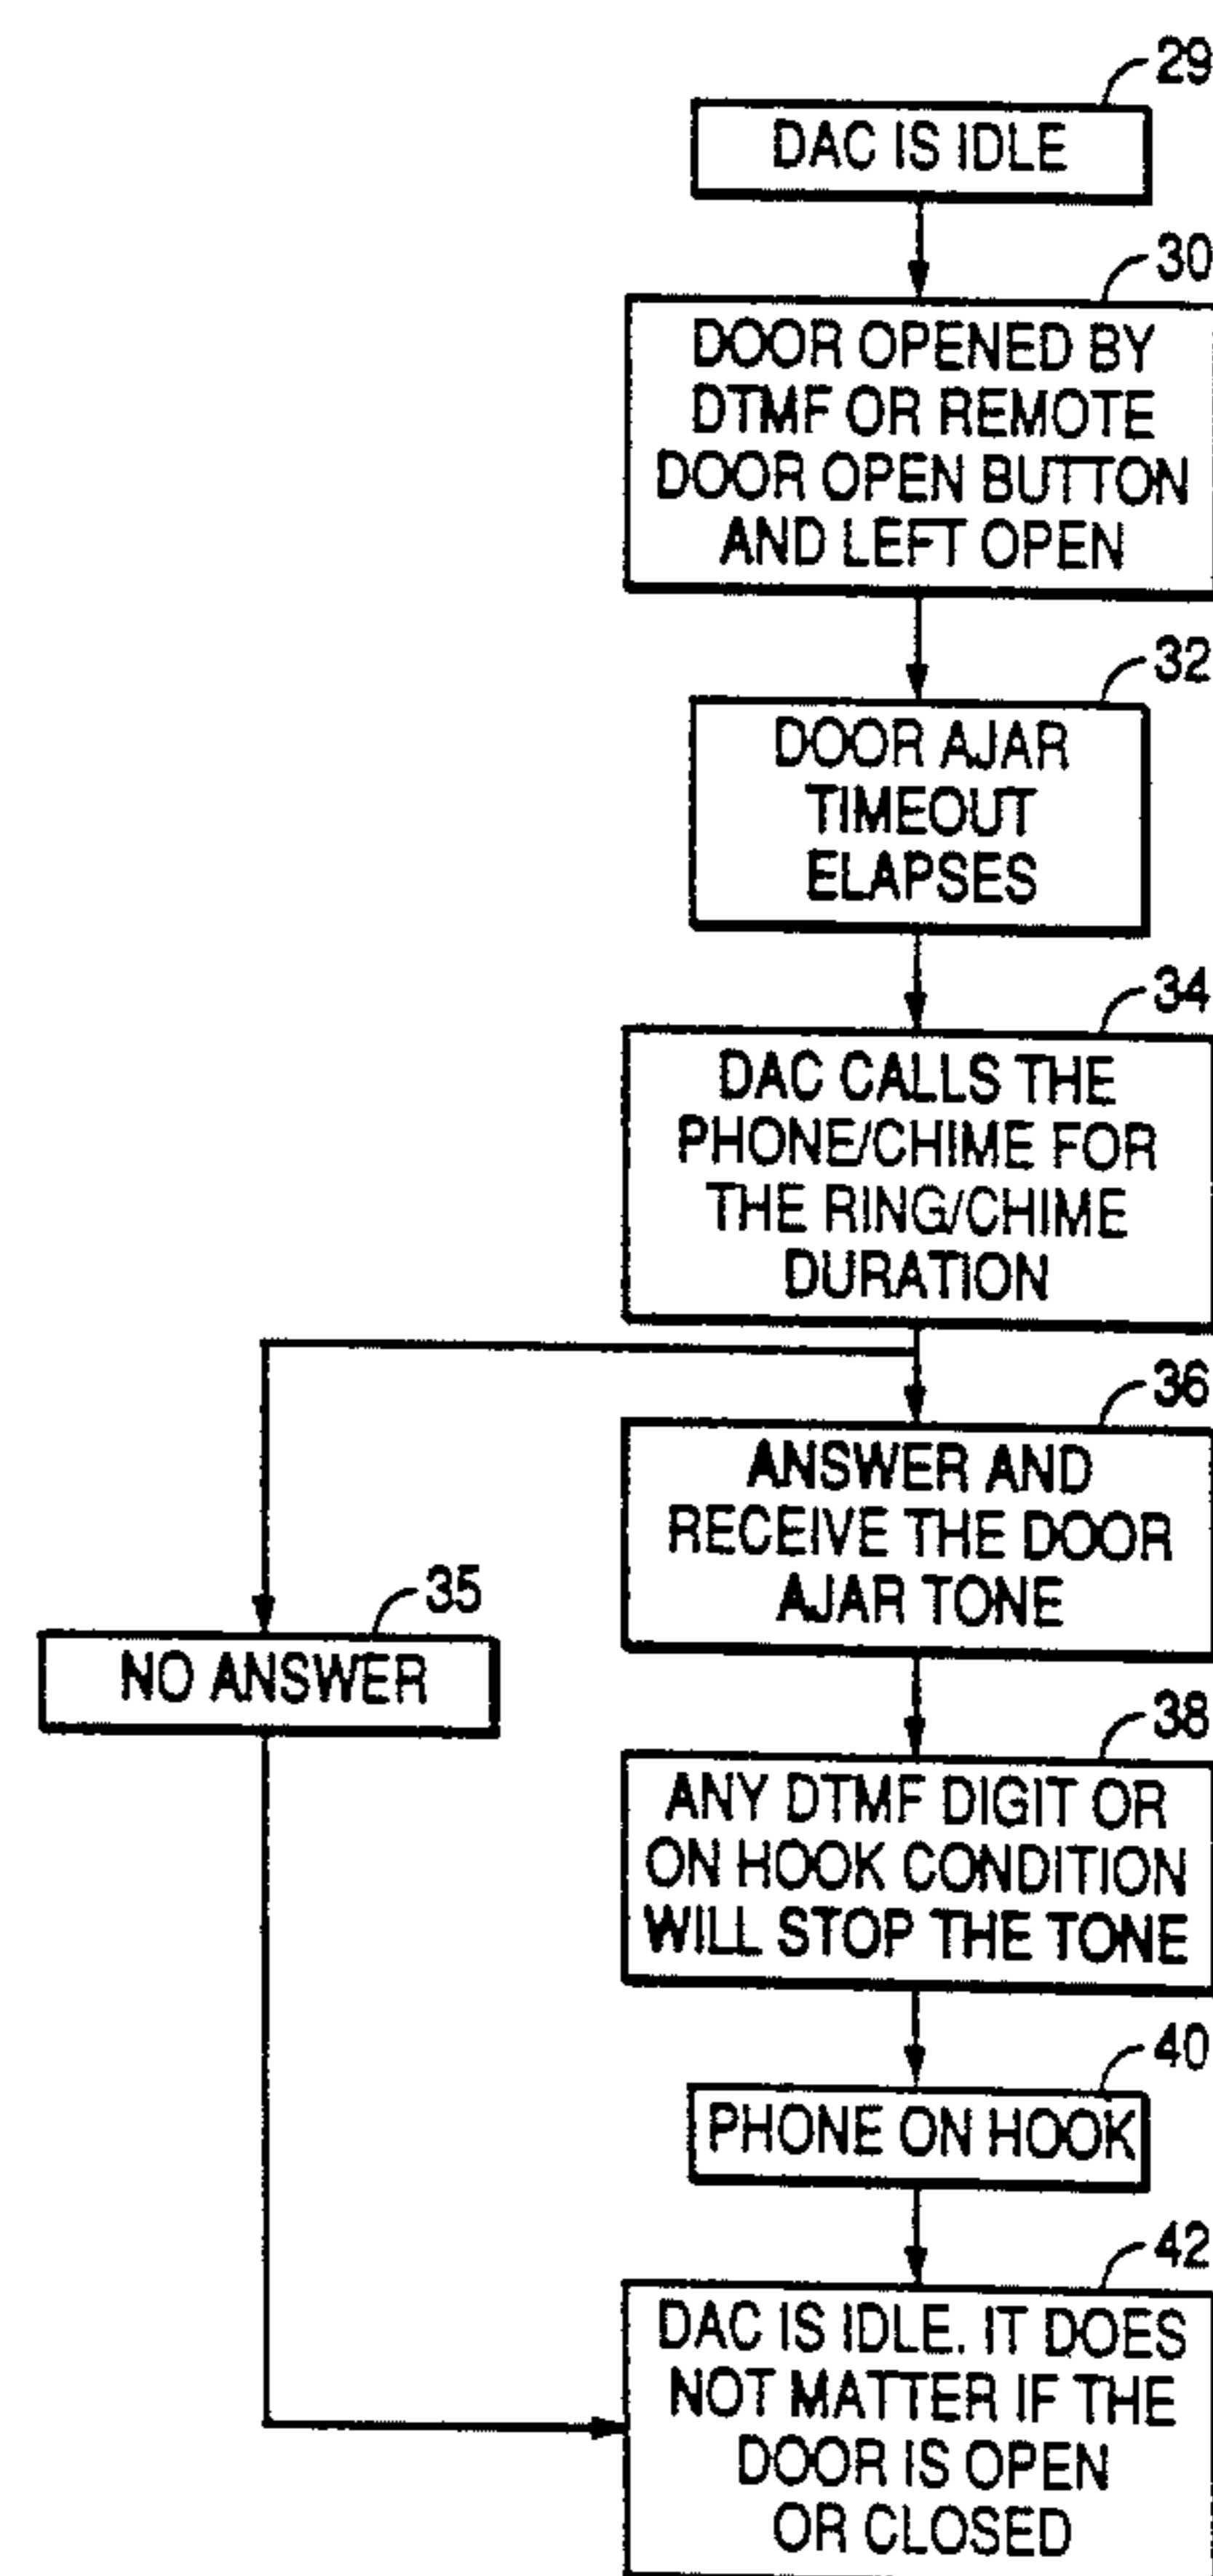 29
DAC IS IDLE
30
DOOR OPENED BY
DTMF OR REMOTE
DOOR OPEN BUTTON
AND LEFT OPEN
32
DOOR AJAR
TIMEOUT
ELAPSES
34
DAC CALLS THE
PHONE/CHIME FOR
THE RING/CHIME
DURATION
36
ANSWER AND
RECEIVE THE DOOR
AJAR TONE
35
NO ANSWER
38
ANY DTMF DIGIT OR
ON HOOK CONDITION
WILL STOP THE TONE
40
PHONE ON HOOK
42
DAC IS IDLE. IT DOES
NOT MATTER IF THE
DOOR IS OPEN
OR CLOSED